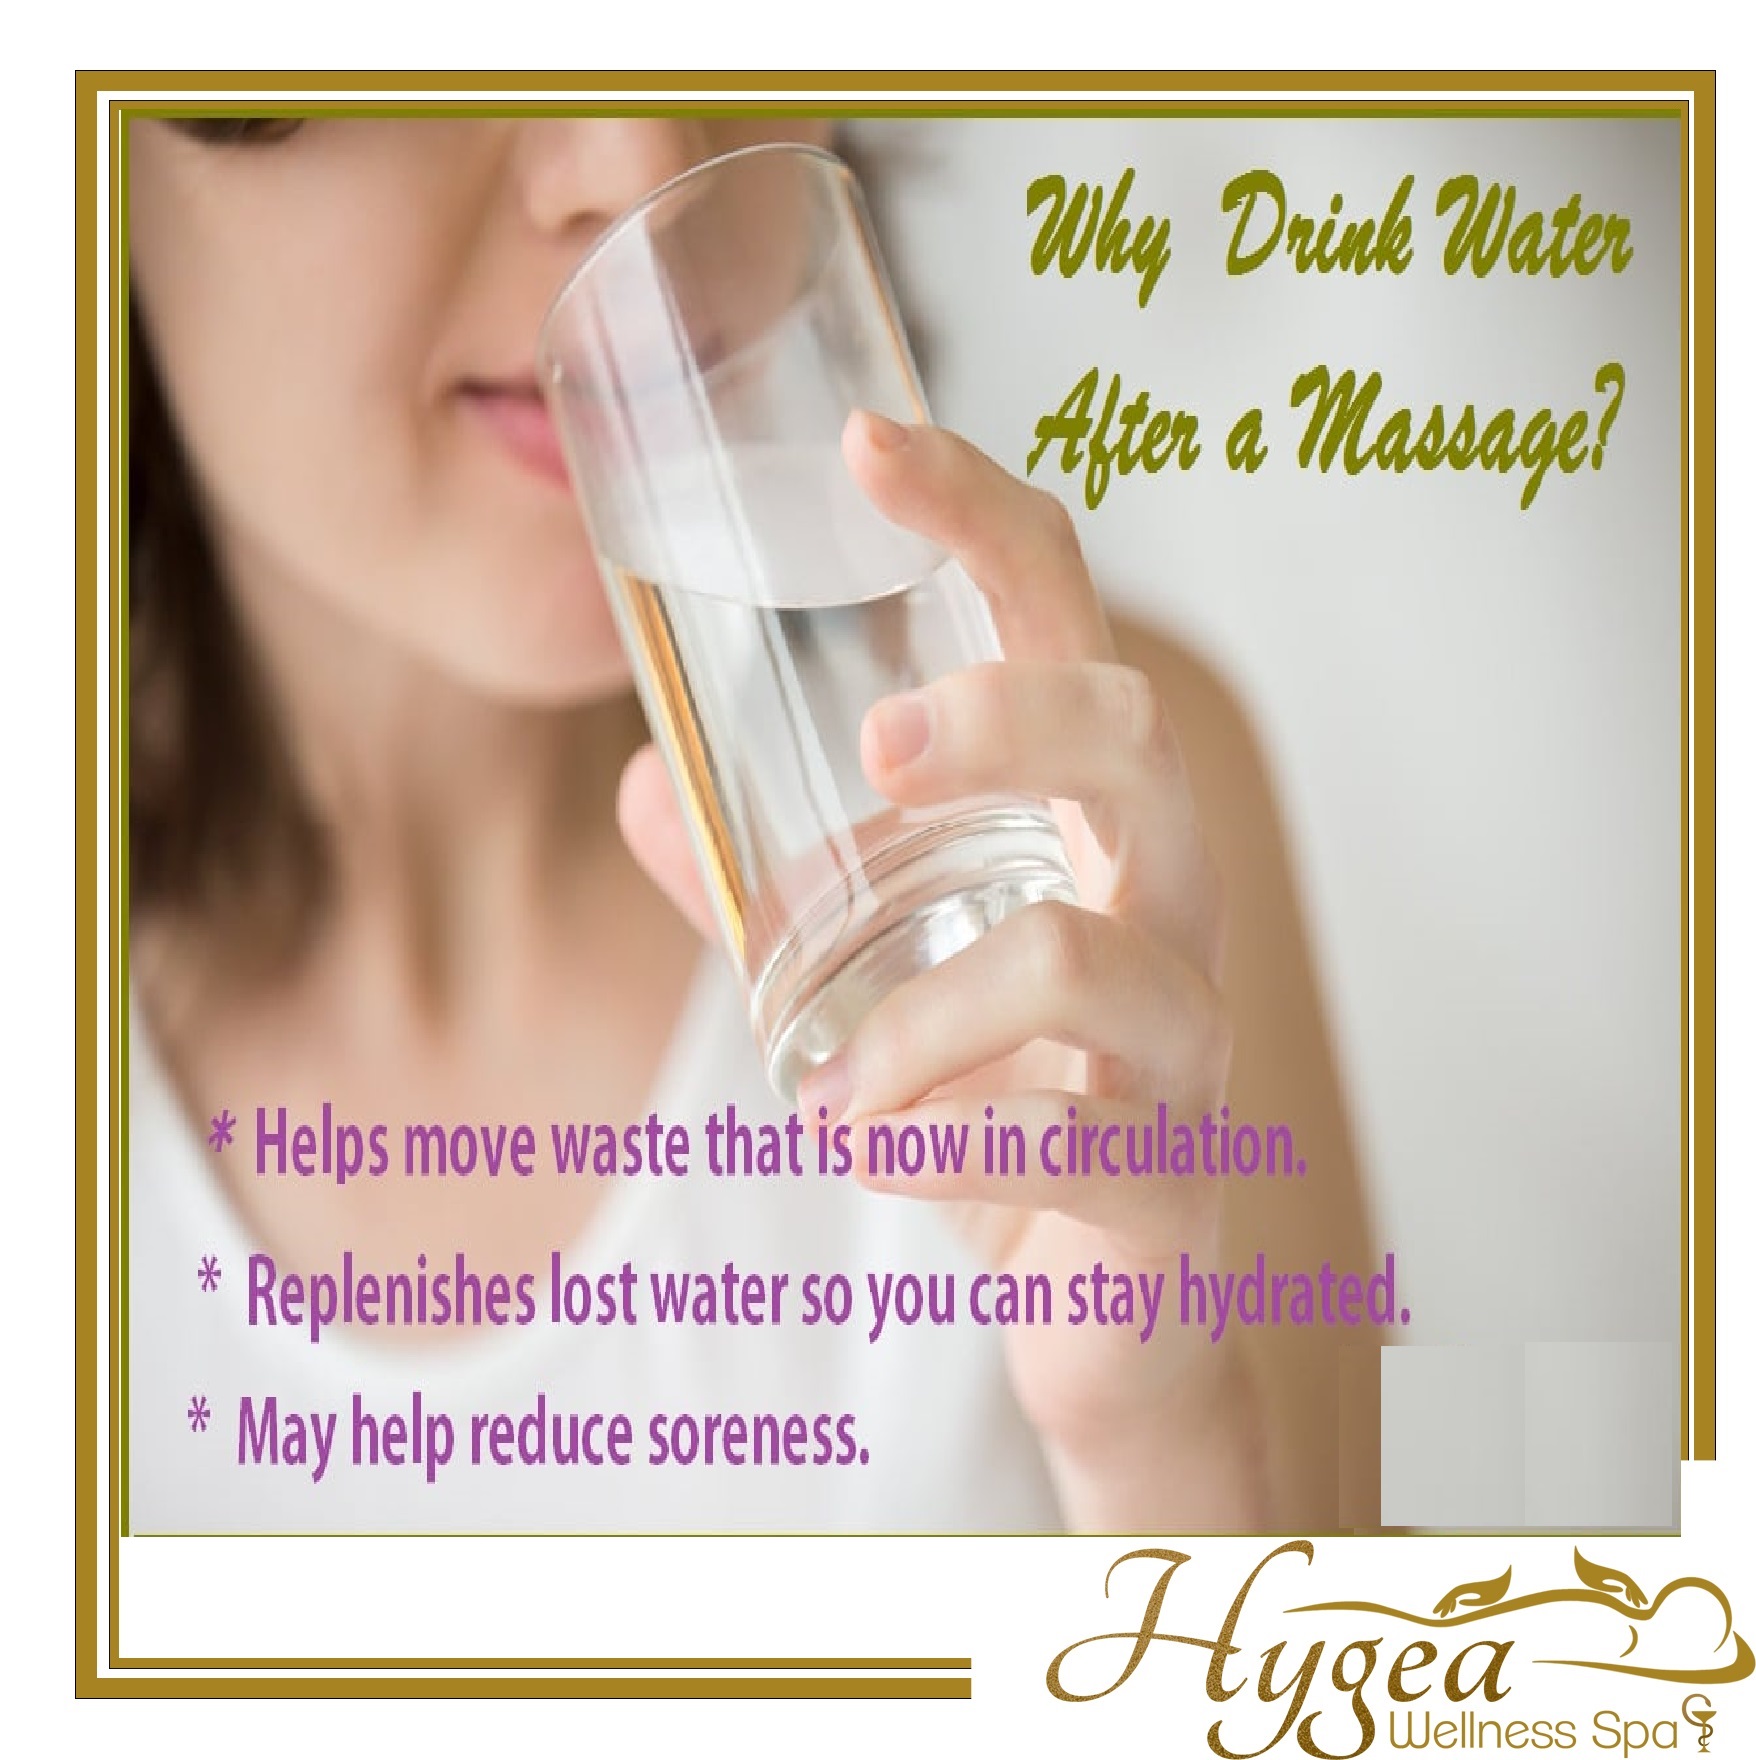 Why Drink Water
After a Massage?
* Helps move waste that is now in circulation.
* Replenishes lost water so you can stay hydrated.
* May help reduce soreness.
Hygea
Wellness Spa